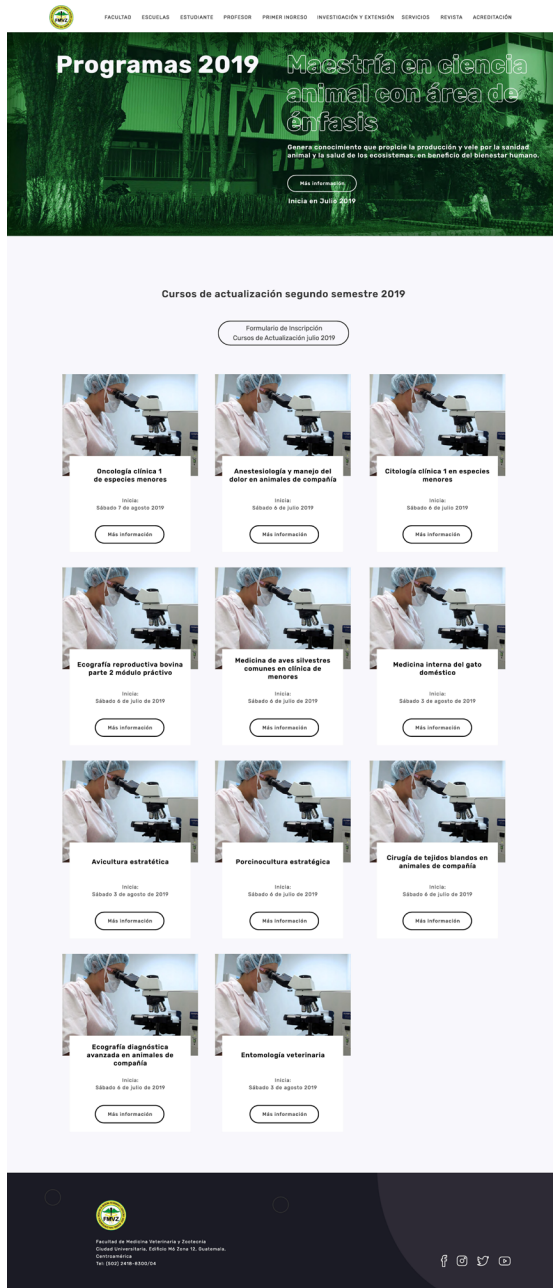 FMVZ
FACULTAD ESCUELAS ESTUDIANTE PROFESOR PRIMER INGRESO INVESTIGACIÓN Y EXTENSIÓN SERVICIOS REVISTA ACREDITACIÓN
Programas 2019
Maestría en ciencia
animal con área de
énfasis
Genera conocimiento que propicie la producción y vele por la sanidad
animal y la salud de los ecosistemas, en beneficio del bienestar humano.
Más información
Inicia en Julio 2019
Cursos de actualización segundo semestre 2019
Formulario de Inscripción
Cursos de Actualización julio 2019
Oncología clínica 1
de especies menores
Inicia:
Sábado 7 de agosto 2019
Más información
Anestesiología y manejo del
dolor en animales de compañía
Inicia:
Sábado 6 de julio 2019
Más información
Citología clínica 1 en especies
menores
Inicia:
Sábado 6 de julio 2019
Más información
Ecografía reproductiva bovina
parte 2 módulo práctivo
Inicia:
Sábado 6 de julio de 2019
Más información
Medicina de aves silvestres
comunes en clínica de
menores
Inicia:
Sábado 6 de julio de 2019
Más información
Medicina interna del gato
doméstico
Inicia:
Sábado 3 de agosto de 2019
Más información
Avicultura estratética
Inicia:
Sábado 3 de agosto de 2019
Más información
Porcinocultura estratégica
Inicia:
Sábado 6 de julio de 2019
Más información
Cirugía de tejidos blandos en
animales de compañía
Inicia:
Sábado 6 de julio de 2019
Más información
Ecografía diagnóstica
avanzada en animales de
compañía
Inicia:
Sábado 6 de julio de 2019
Más información
Entomología veterinaria
Inicia:
Sábado 3 de agosto 2019
Más información
FMVZ
Facultad de Medicina Veterinaria y Zootecnia
Ciudad Universitaria, Edificio M6 Zona 12, Guatemala,
Centroamérica
Tel: (502) 2418-8300/04